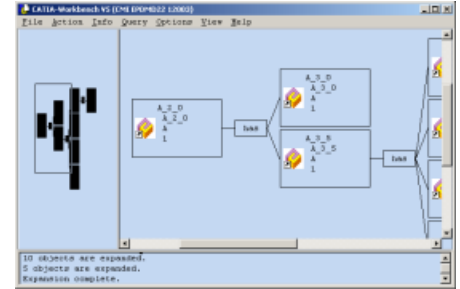 CATIA-Workbench V5 (CMI EPDMD22 12003)
File Action Info Query Options View Help
A_2_0
A_2_0
A
1
A_3_0
A_3_0
A
1
A_3_5
A_3_5
A
1
10 objects are expanded.
5 objects are expanded.
Expansion complete.